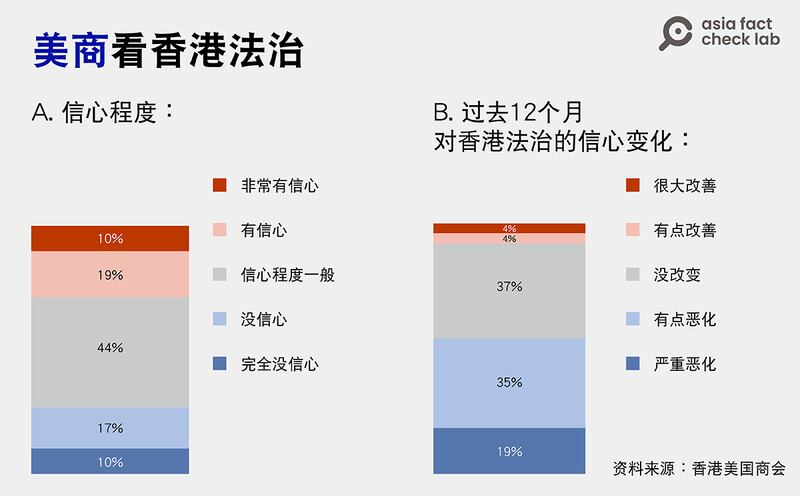 美商看香港法治
asia fact
check lab
A. 信心程度：
非常有信心
有信心
信心程度一般
没信心
完全没信心
10%
19%
44%
17%
10%
B. 过去12个月
对香港法治的信心变化：
很大改善
有点改善
没改变
有点恶化
严重恶化
4%
4%
37%
35%
19%
资料来源：香港美国商会